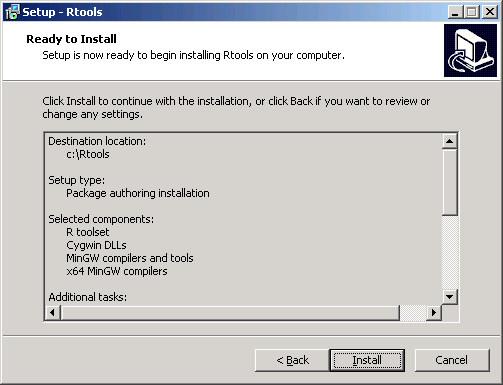 Setup - Rtools
Ready to Install
Setup is now ready to begin installing Rtools on your computer.
Click Install to continue with the installation, or click Back if you want to review or
change any settings.
Destination location:
c:\Rtools
Setup type:
Package authoring installation
Selected components:
R toolset
Cygwin DLLs
MinGW compilers and tools
x64 MinGW compilers
Additional tasks:
< Back
Install
Cancel